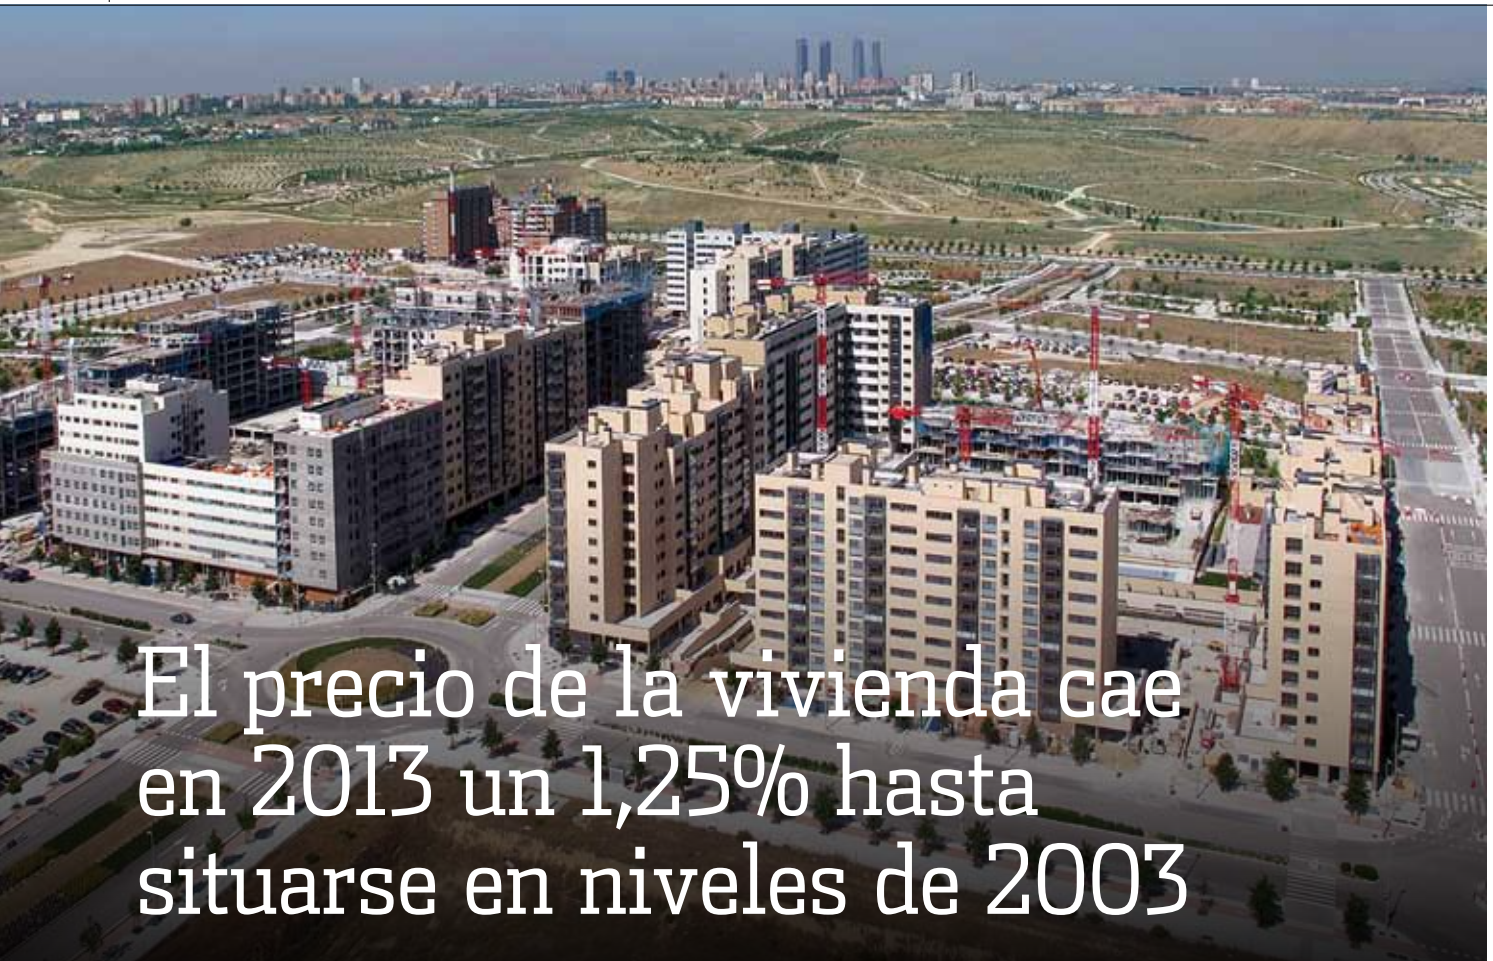 El precio de la vivienda cae
en 2013 un 1,25% hasta
situarse en niveles de 2003